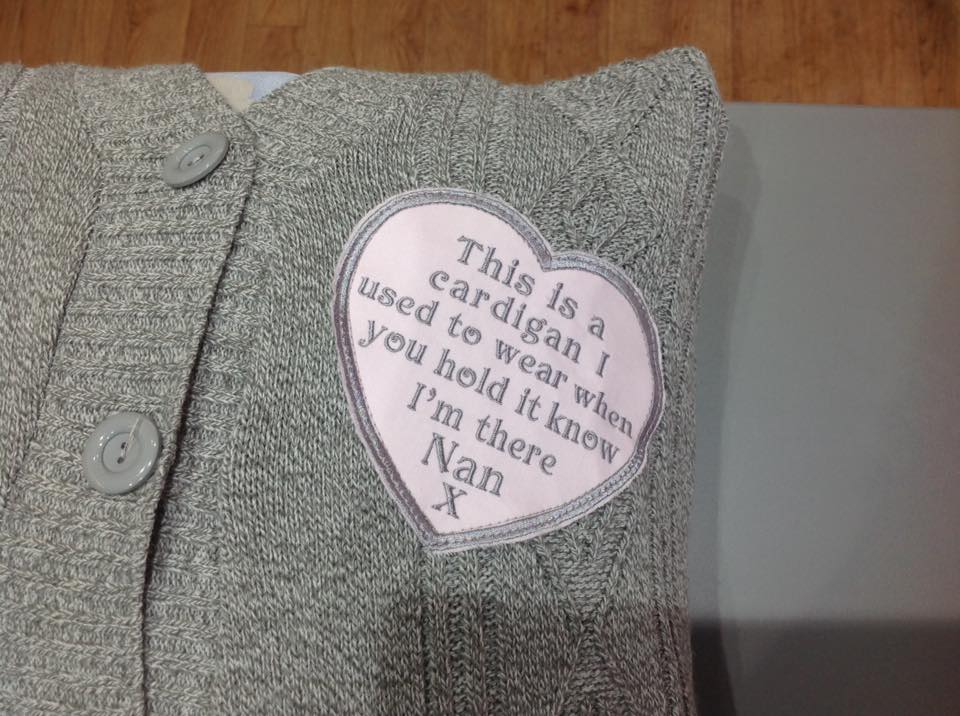 This is a
cardigan I
used to wear when
you hold it know
I'm there
Nan
X